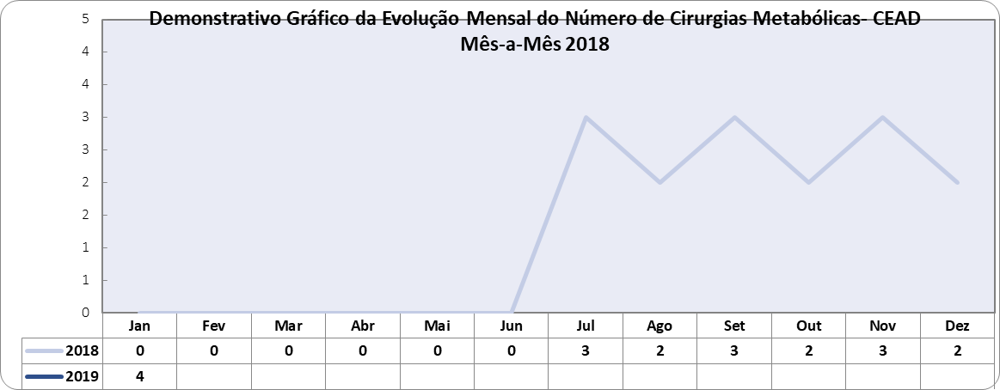 Demonstrativo Gráfico da Evolução Mensal do Número de Cirurgias Metabólicas- CEAD
Mês-a-Mês 2018
5
4
4
3
3
2
2
1
1
0
Jan Fev Mar Abr Mai Jun Jul Ago Set Out Nov Dez
2018 0 0 0 0 0 0 3 2 3 2 3 2
2019 4